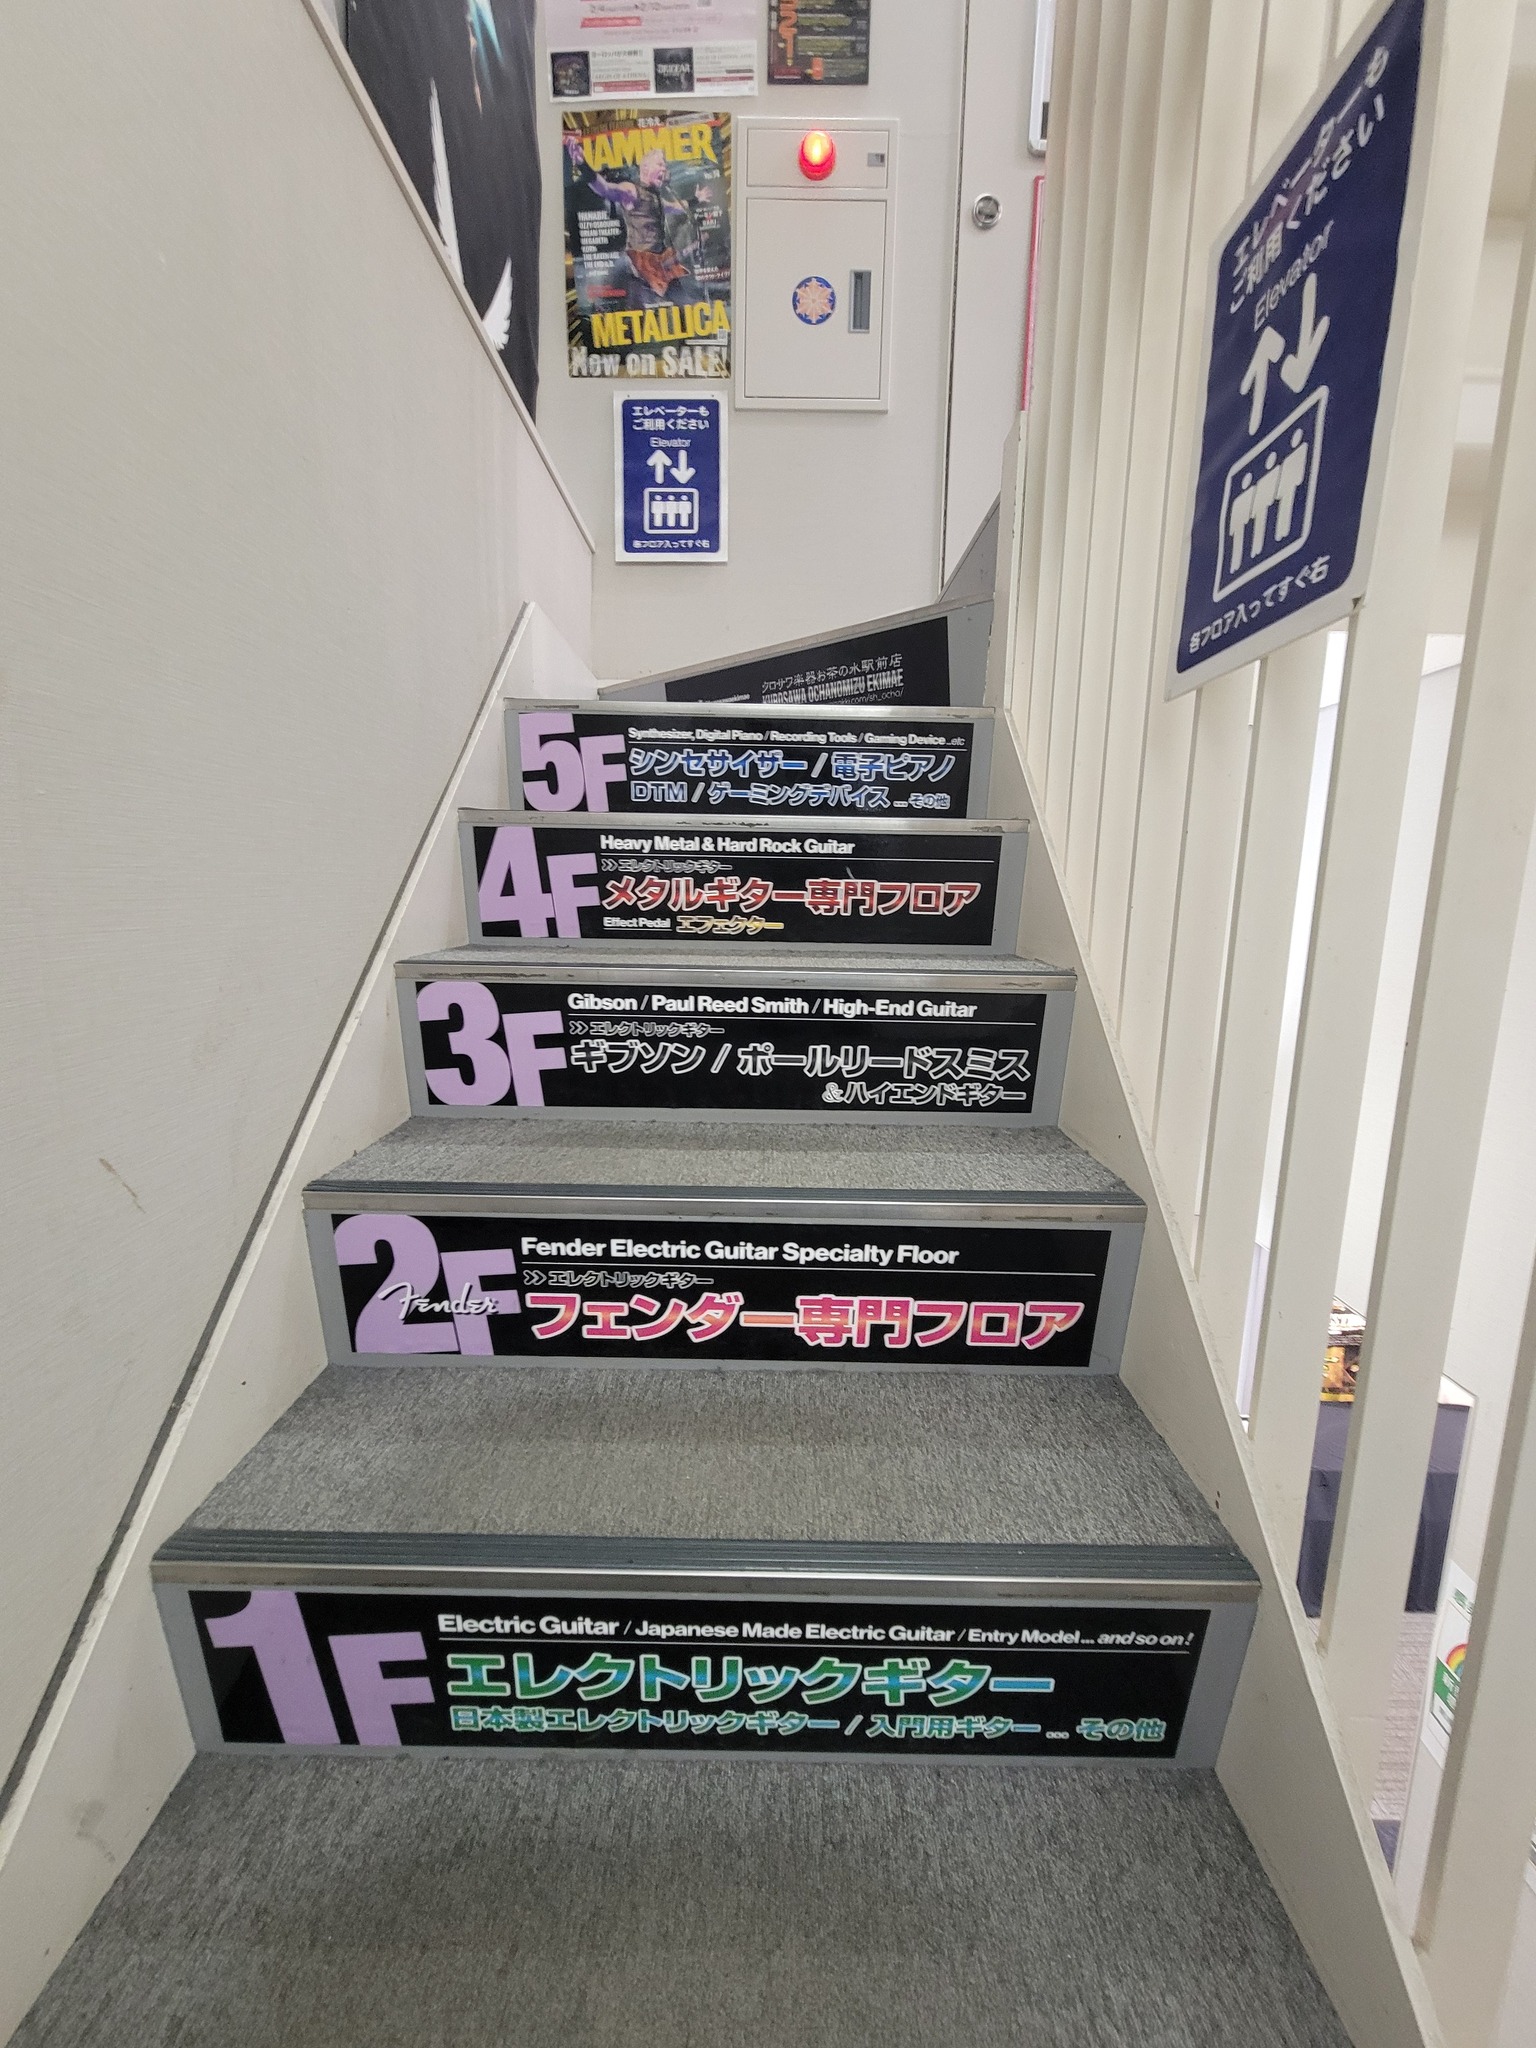 花冷え。
HAMMER
HANABIE.
OZZY OSBOURNE
DREAM THEATER
MEGADETH
METALLICA
Now on SALE!
エレベーターも
ご利用ください
Elevator
各フロア入ってすぐ右
エレベーターも
ご利用ください
Elevator
各フロア入ってすぐ右
クロサワ楽器お茶の水駅前店
KUROSAWA OCHANOMIZU EKIMAE
5F
Synthesizer, Digital Piano / Recording Tools / Gaming Device ...etc
シンセサイザー / 電子ピアノ
DTM / ゲーミングデバイス ... その他
4F
Heavy Metal & Hard Rock Guitar
>> エレクトリックギター
メタルギター専門フロア
Effect Pedal エフェクター
3F
Gibson / Paul Reed Smith / High-End Guitar
>> エレクトリックギター
ギブソン / ポールリードスミス
&ハイエンドギター
2F
Fender
Fender Electric Guitar Specialty Floor
>> エレクトリックギター
フェンダー専門フロア
1F
Electric Guitar / Japanese Made Electric Guitar / Entry Model ... and so on !
エレクトリックギター
日本製エレクトリックギター / 入門用ギター ... その他